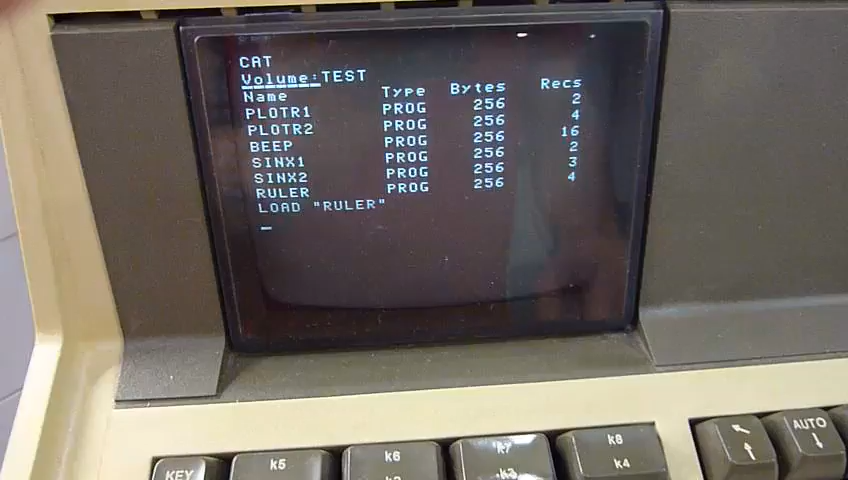 CAT
Volume:TEST
Name Type Bytes Recs
PLOTR1 PROG 256 2
PLOTR2 PROG 256 4
BEEP PROG 256 16
SINX1 PROG 256 2
SINX2 PROG 256 3
RULER PROG 256 4
LOAD "RULER"
k5 k6 k7 k8
KEY k3 k4
AUTO